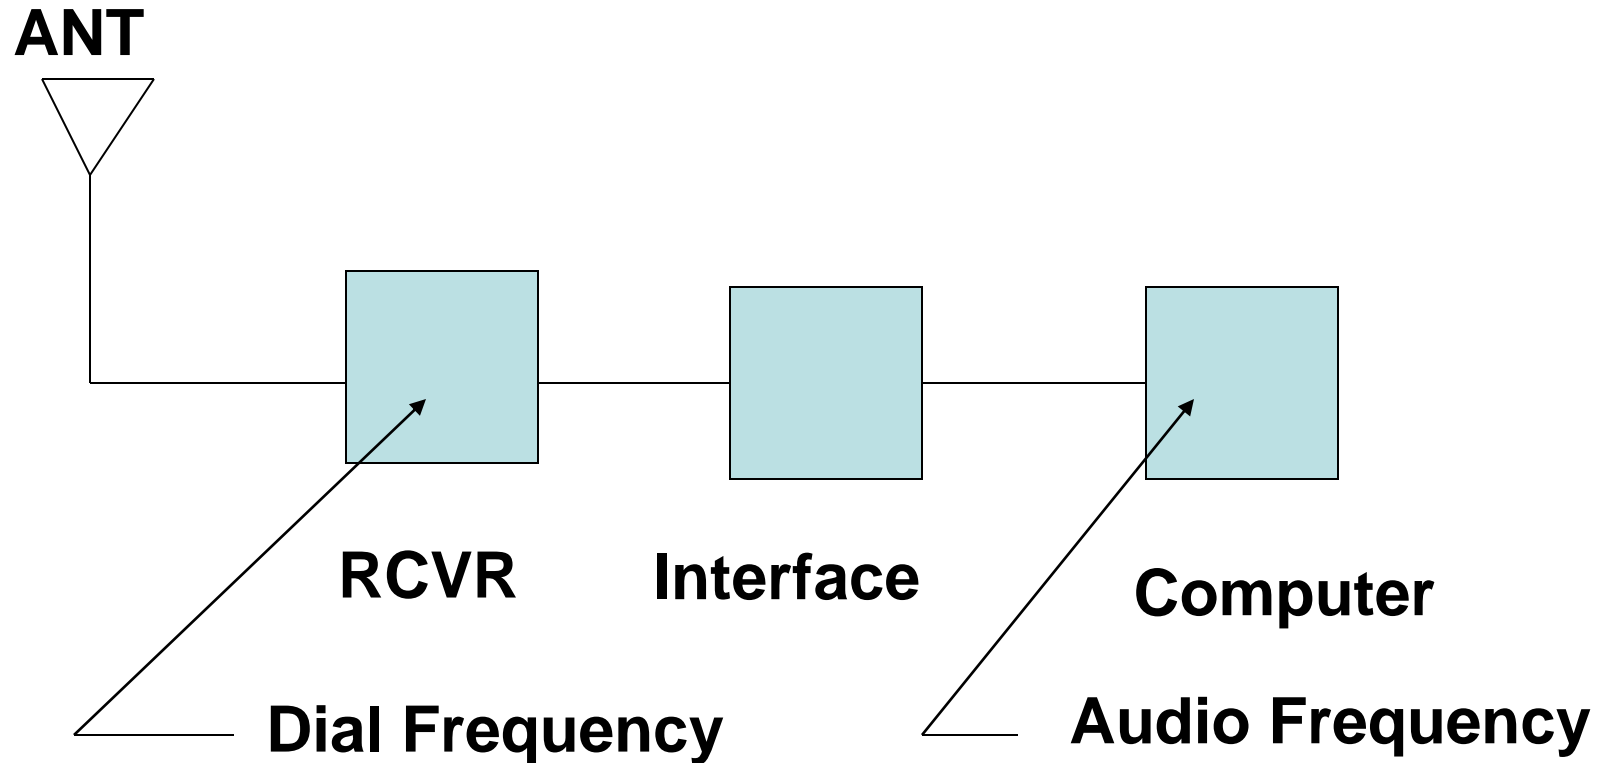 ANT
RCVR
Interface
Computer
Dial Frequency
Audio Frequency